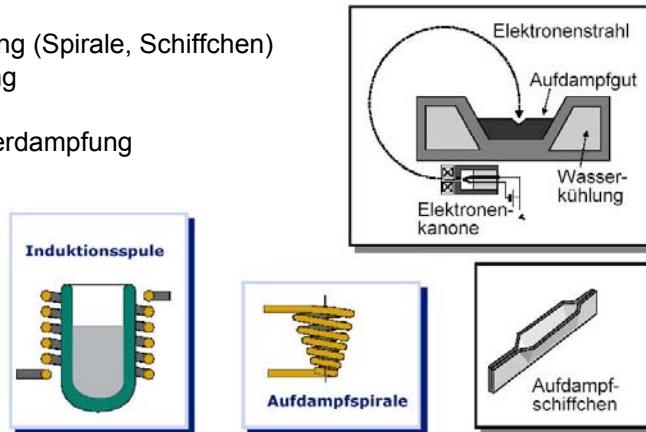 ng (Spirale, Schiffchen)
ng
erdampfung
Elektronenstrahl
Aufdampfgut
Wasser-
kühlung
Elektronen-
kanone
Induktionsspule
Aufdampfspirale
Aufdampf-
schiffchen